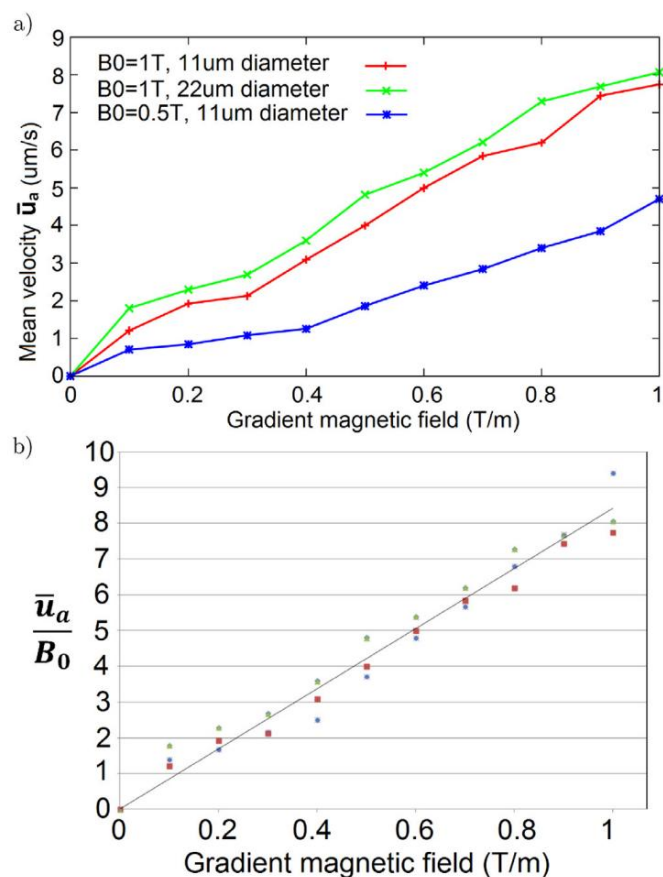 a)
9
8
7
6
5
4
3
2
1
0
Mean velocity ūₐ (um/s)
B0=1T, 11um diameter
B0=1T, 22um diameter
B0=0.5T, 11um diameter
0 0.2 0.4 0.6 0.8 1
Gradient magnetic field (T/m)
b)
10
9
8
7
6
5
4
3
2
1
0
ūₐ
B₀
0 0.2 0.4 0.6 0.8 1
Gradient magnetic field (T/m)